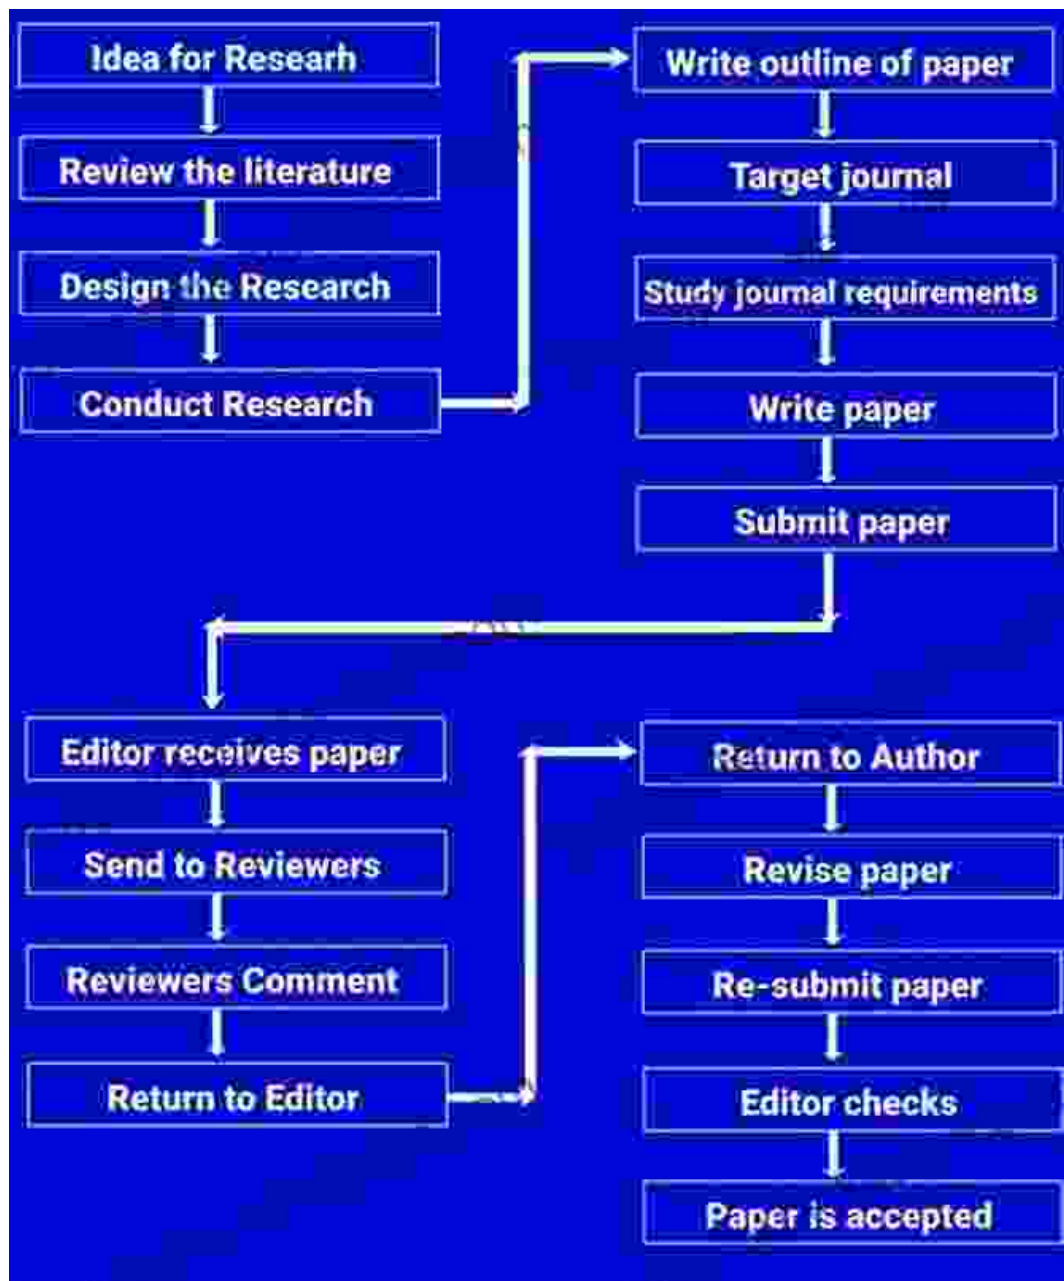 Idea for Researh
Review the literature
Design the Research
Conduct Research
Write outline of paper
Target journal
Study journal requirements
Write paper
Submit paper
Editor receives paper
Send to Reviewers
Reviewers Comment
Return to Editor
Return to Author
Revise paper
Re-submit paper
Editor checks
Paper is accepted